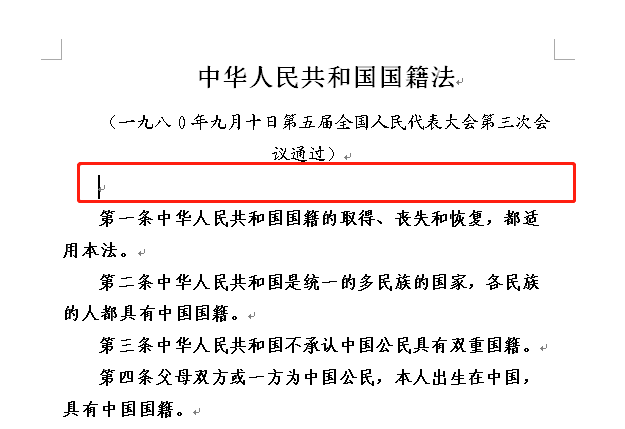 中华人民共和国国籍法
（一九八〇年九月十日第五届全国人民代表大会第三次会
议通过）
第一条中华人民共和国国籍的取得、丧失和恢复，都适
用本法。
第二条中华人民共和国是统一的多民族的国家，各民族
的人都具有中国国籍。
第三条中华人民共和国不承认中国公民具有双重国籍。
第四条父母双方或一方为中国公民，本人出生在中国，
具有中国国籍。